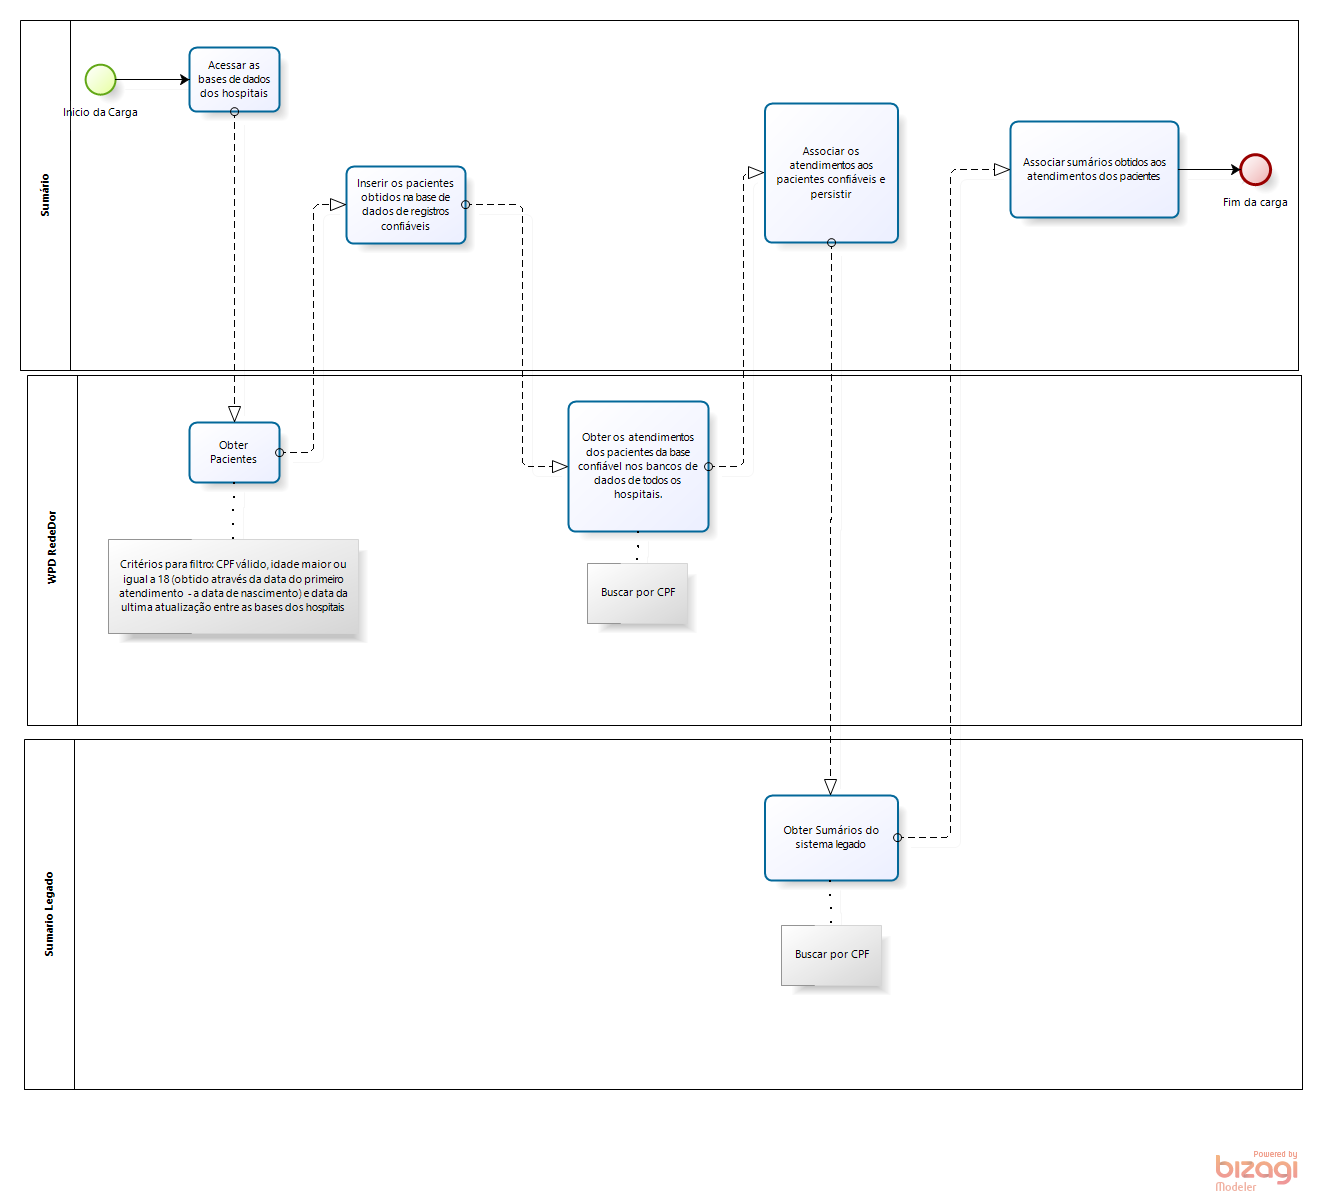 Sumário
Inicio da Carga
Acessar as
bases de dados
dos hospitais
Inserir os pacientes
obtidos na base de
dados de registros
confiáveis
Associar os
atendimentos aos
pacientes confiáveis e
persistir
Associar sumários obtidos aos
atendimentos dos pacientes
Fim da carga
WPD RedeDor
Obter
Pacientes
Critérios para filtro: CPF válido, idade maior ou
igual a 18 (obtido através da data do primeiro
atendimento - a data de nascimento) e data da
ultima atualização entre as bases dos hospitais
Obter os atendimentos
dos pacientes da base
confiável nos bancos de
dados de todos os
hospitais.
Buscar por CPF
Sumario Legado
Obter Sumários do
sistema legado
Buscar por CPF
Powered by
bizagi
Modeler